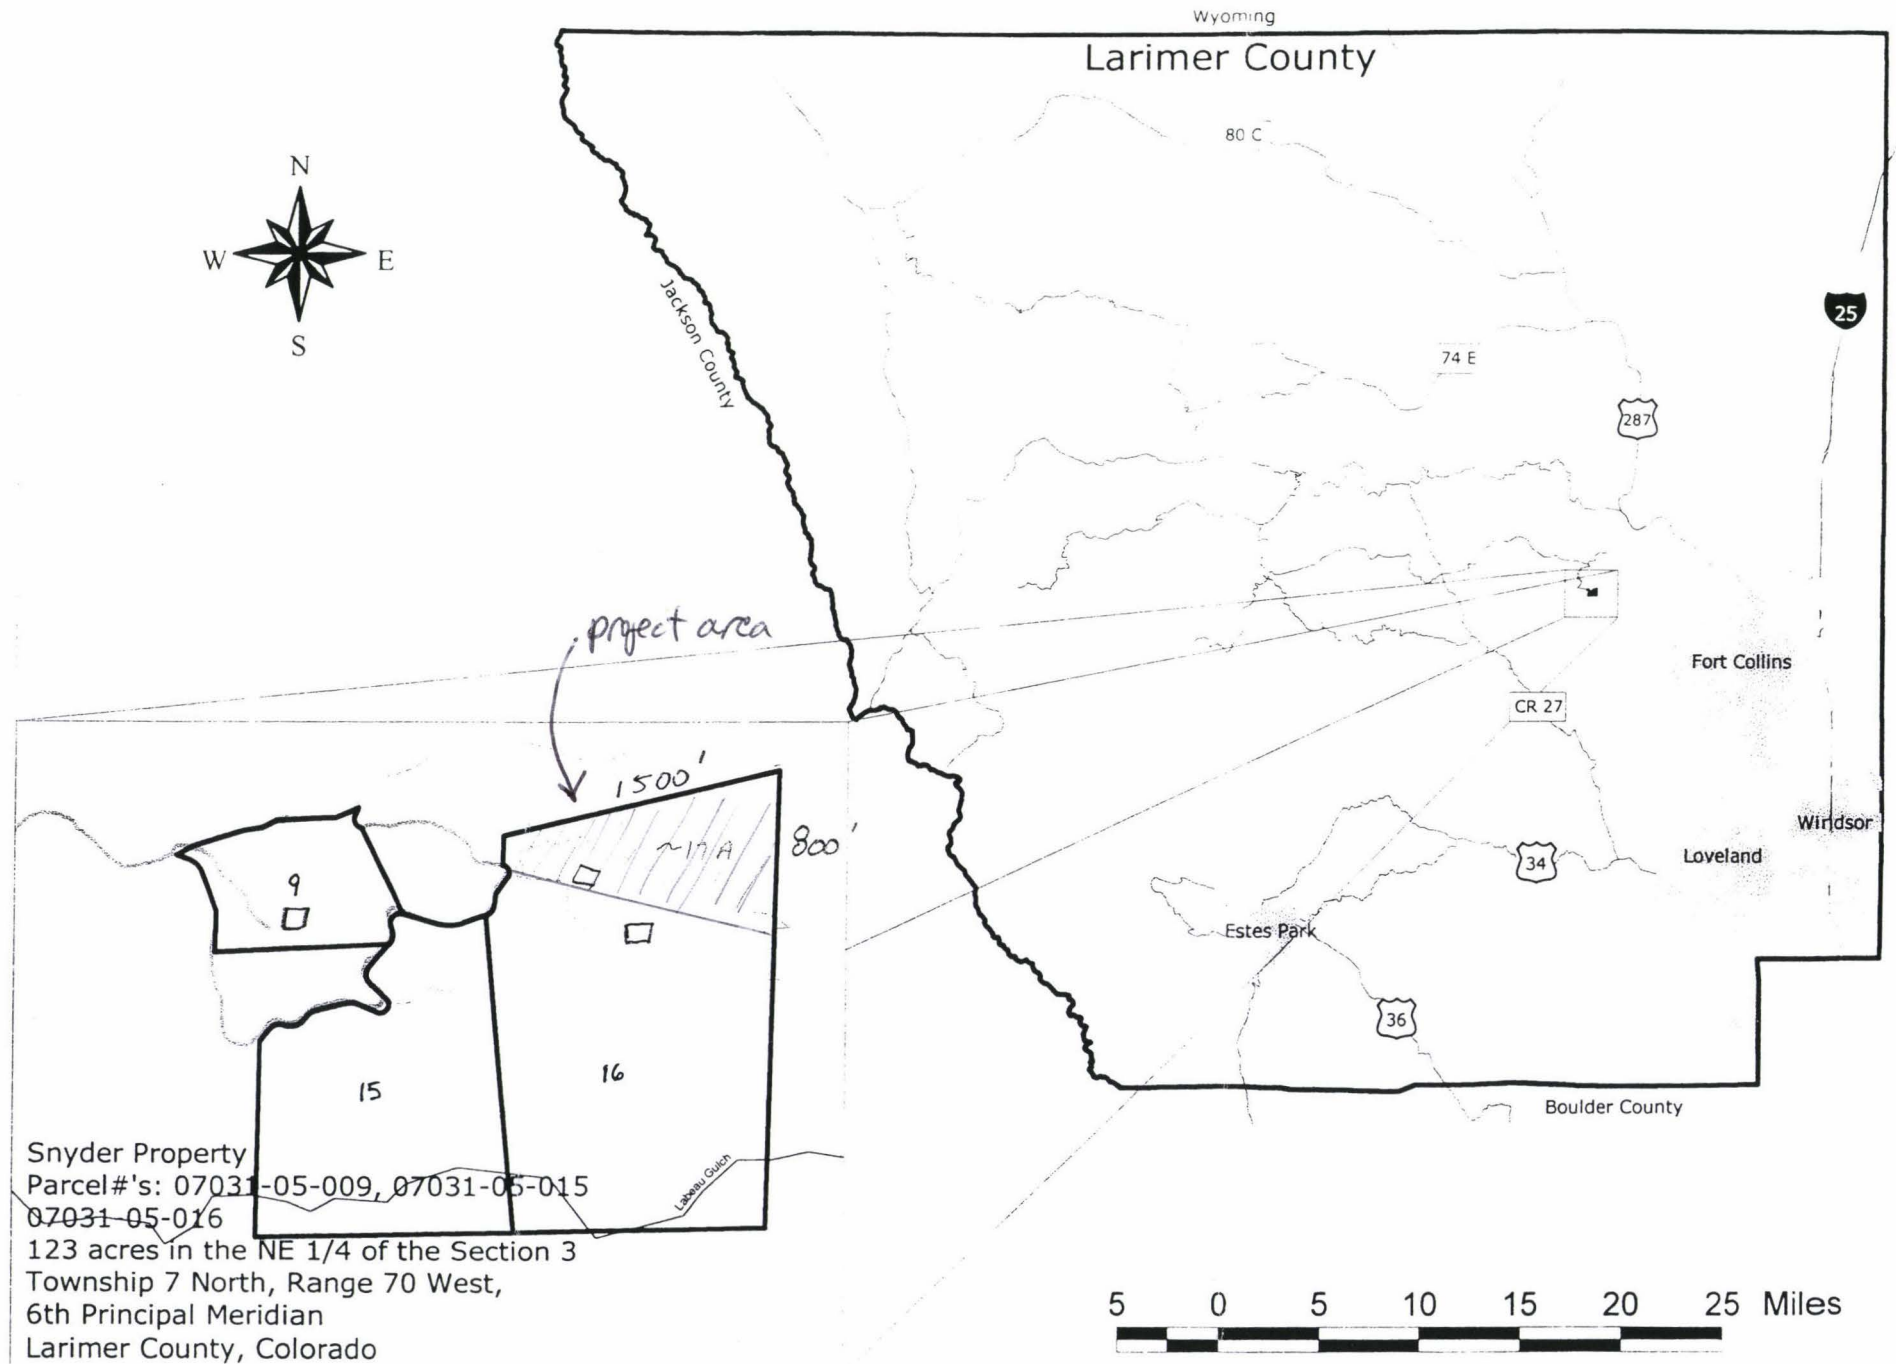 Wyoming
Larimer County
80 C
N
W E
S
Jackson County
25
74 E
287
project area
Fort Collins
CR 27
1500'
800'
~17A
Windsor
Loveland
34
9
Estes Park
36
16
15
Boulder County
Snyder Property
Labeau Gulch
Parcel#'s: 07031-05-009, 07031-05-015
07031-05-016
123 acres in the NE 1/4 of the Section 3
Township 7 North, Range 70 West,
6th Principal Meridian
Larimer County, Colorado
5 0 5 10 15 20 25 Miles